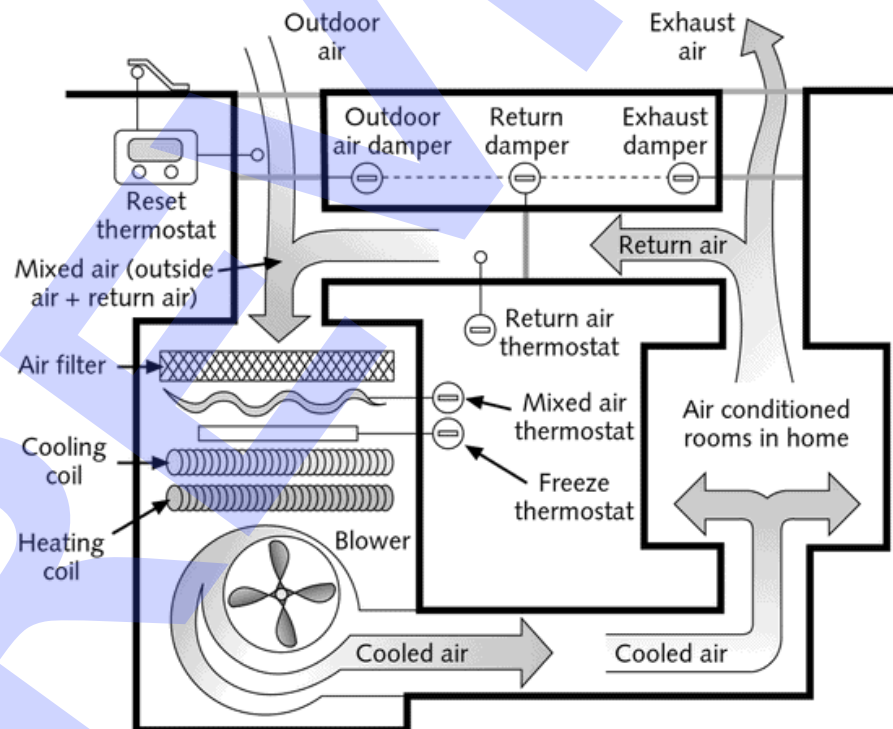 Outdoor
air
Exhaust
air
Outdoor
air damper
Return
damper
Exhaust
damper
Reset
thermostat
Return air
Mixed air (outside
air + return air)
Return air
thermostat
Air filter
Mixed air
thermostat
Air conditioned
rooms in home
Cooling
coil
Freeze
thermostat
Heating
coil
Blower
Cooled air
Cooled air